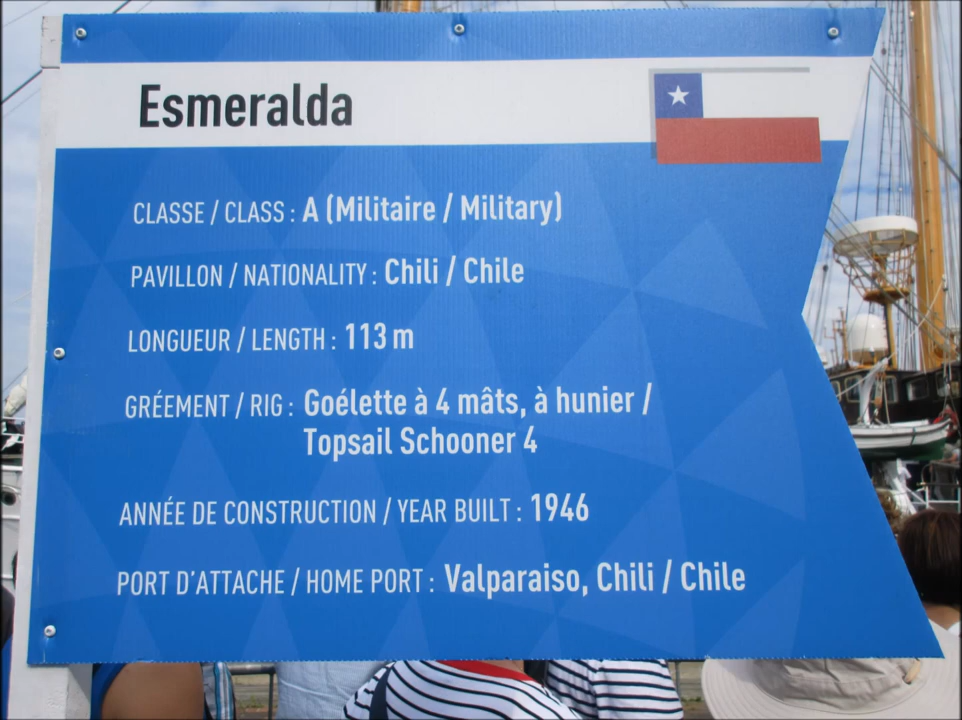 Esmeralda
CLASSE / CLASS : A (Militaire / Military)
PAVILLON / NATIONALITY : Chili / Chile
LONGUEUR / LENGTH : 113 m
GRÉEMENT / RIG : Goélette à 4 mâts, à hunier /
Topsail Schooner 4
ANNÉE DE CONSTRUCTION / YEAR BUILT : 1946
PORT D'ATTACHE / HOME PORT : Valparaiso, Chili / Chile